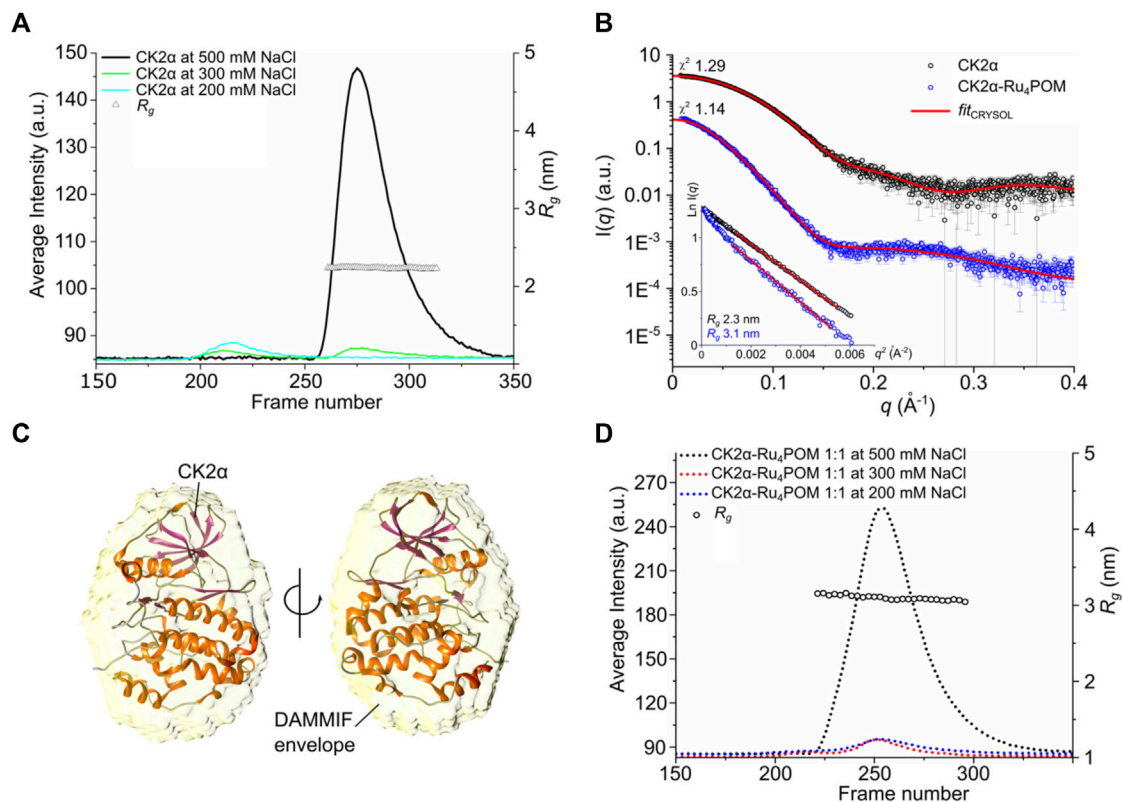 A
CK2α at 500 mM NaCl
CK2α at 300 mM NaCl
CK2α at 200 mM NaCl
Rg
150
145
130
115
100
85
Average Intensity (a.u.)
5
4
3
2
Rg (nm)
150 200 250 300 350
Frame number
B
χ² 1.29
χ² 1.14
CK2α
CK2α-Ru₄POM
fitCRYSOL
10
1
0.1
0.01
1E-3
1E-4
1E-5
I(q) (a.u.)
Ln I(q)
1
0.5
0
Rg 2.3 nm
Rg 3.1 nm
0 0.002 0.004 0.006
q² (Å⁻²)
0.0 0.1 0.2 0.3 0.4
q (Å⁻¹)
C
CK2α
DAMMIF
envelope
D
CK2α-Ru₄POM 1:1 at 500 mM NaCl
CK2α-Ru₄POM 1:1 at 300 mM NaCl
CK2α-Ru₄POM 1:1 at 200 mM NaCl
Rg
270
250
210
190
150
130
90
Average Intensity (a.u.)
5
4
3
2
1
Rg (nm)
150 200 250 300
Frame number